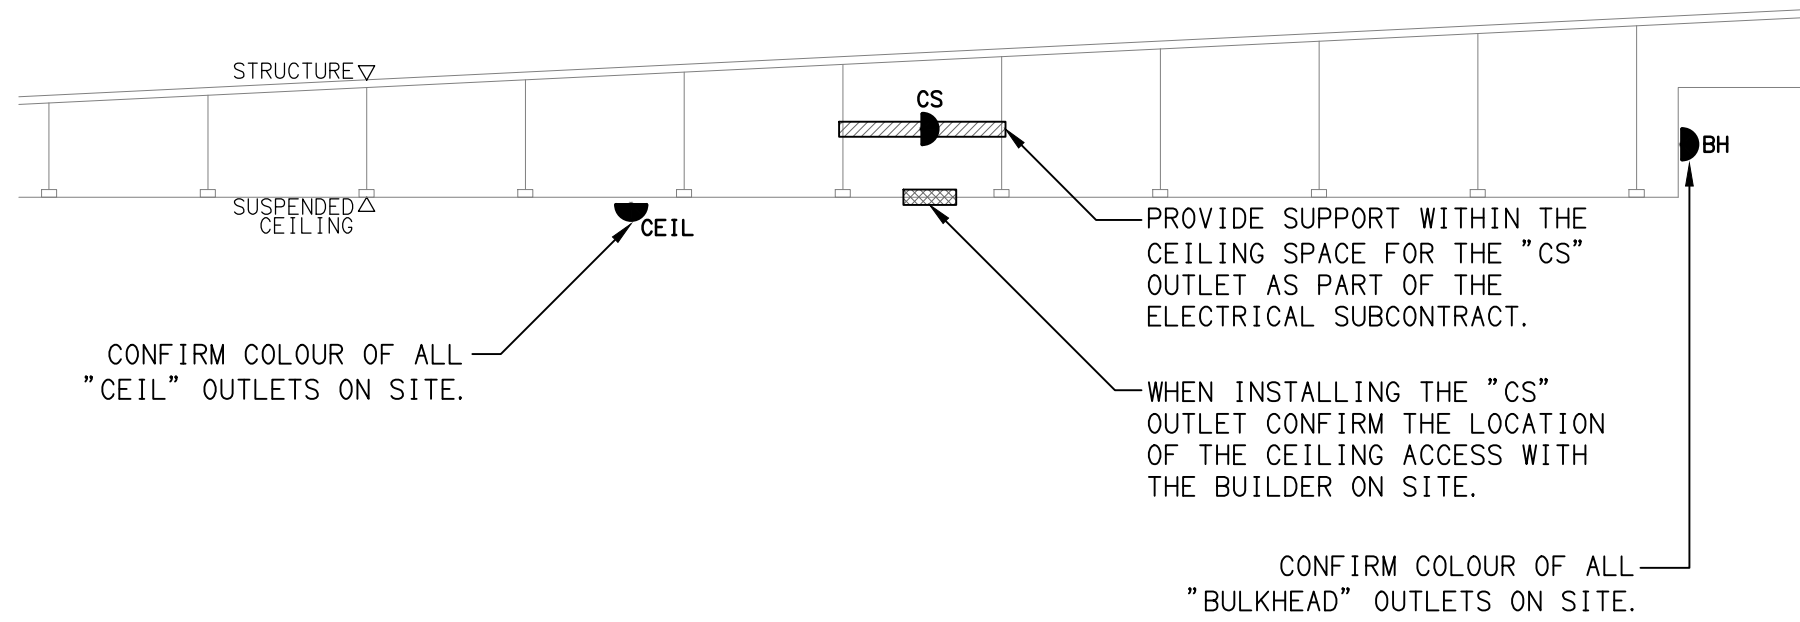 STRUCTURE
CS
BH
SUSPENDED
CEILING
CEIL
PROVIDE SUPPORT WITHIN THE
CEILING SPACE FOR THE "CS"
OUTLET AS PART OF THE
ELECTRICAL SUBCONTRACT.
CONFIRM COLOUR OF ALL
"CEIL" OUTLETS ON SITE.
WHEN INSTALLING THE "CS"
OUTLET CONFIRM THE LOCATION
OF THE CEILING ACCESS WITH
THE BUILDER ON SITE.
CONFIRM COLOUR OF ALL
"BULKHEAD" OUTLETS ON SITE.